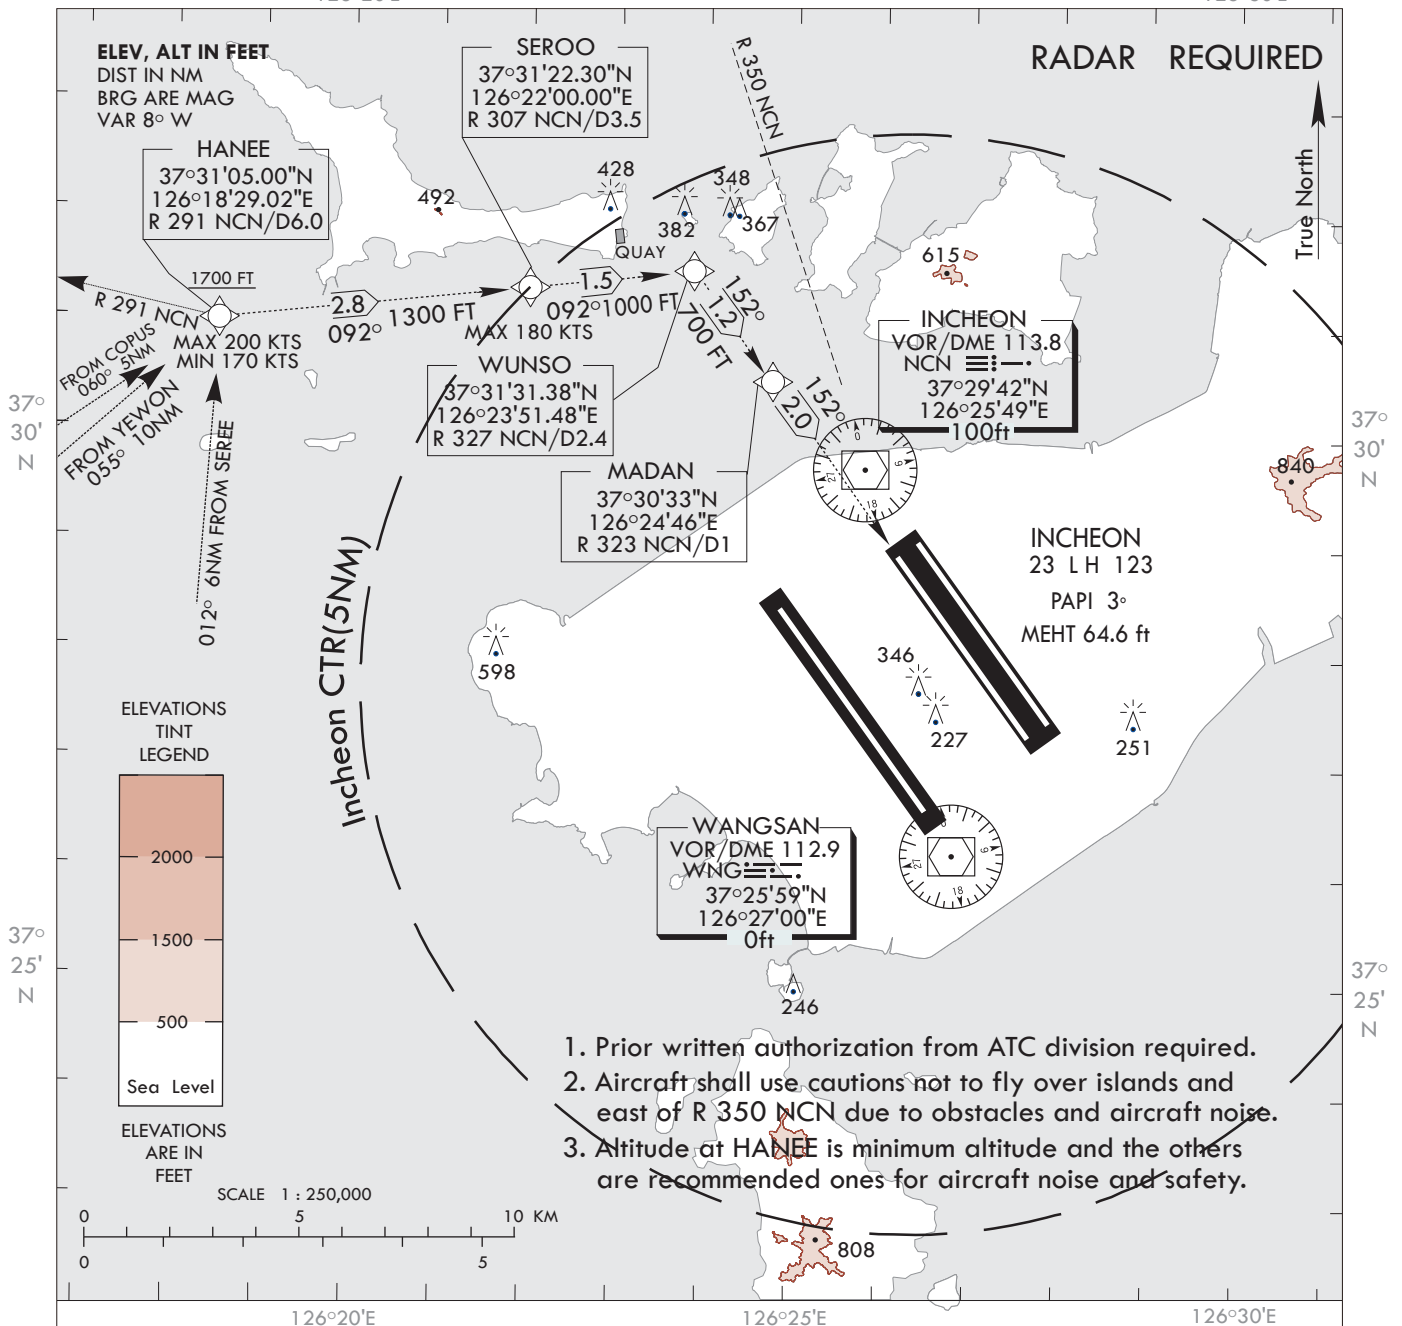 ELEV, ALT IN FEET
DIST IN NM
BRG ARE MAG
VAR 8° W
SEROO
37°31'22.30"N
126°22'00.00"E
R 307 NCN/D3.5
RADAR REQUIRED
True North
R 350 NCN
HANEE
37°31'05.00"N
126°18'29.02"E
R 291 NCN/D6.0
492
428
382
348
367
QUAY
615
1700 FT
R 291 NCN
MAX 200 KTS
MIN 170 KTS
2.8
092° 1300 FT
1.5
092°1000 FT
MAX 180 KTS
152°
1.2
700 FT
152°
2.0
FROM COPUS
060° 5NM
FROM YEWON
055° 10NM
012° 6NM FROM SEREE
WUNSO
37°31'31.38"N
126°23'51.48"E
R 327 NCN/D2.4
INCHEON
VOR/DME 113.8
NCN
37°29'42"N
126°25'49"E
100ft
MADAN
37°30'33"N
126°24'46"E
R 323 NCN/D1
0
9
18
27
37°
30'
N
37°
30'
N
840
INCHEON
23 L H 123
PAPI 3°
MEHT 64.6 ft
Incheon CTR(5NM)
598
346
227
251
ELEVATIONS
TINT
LEGEND
2000
1500
500
Sea Level
ELEVATIONS
ARE IN
FEET
WANGSAN
VOR/DME 112.9
WNG
37°25'59"N
126°27'00"E
0ft
0
9
18
27
37°
25'
N
37°
25'
N
246
1. Prior written authorization from ATC division required.
2. Aircraft shall use cautions not to fly over islands and
east of R 350 NCN due to obstacles and aircraft noise.
3. Altitude at HANEE is minimum altitude and the others
are recommended ones for aircraft noise and safety.
808
SCALE 1 : 250,000
0 5 10 KM
0 5
126°20'E
126°25'E
126°30'E